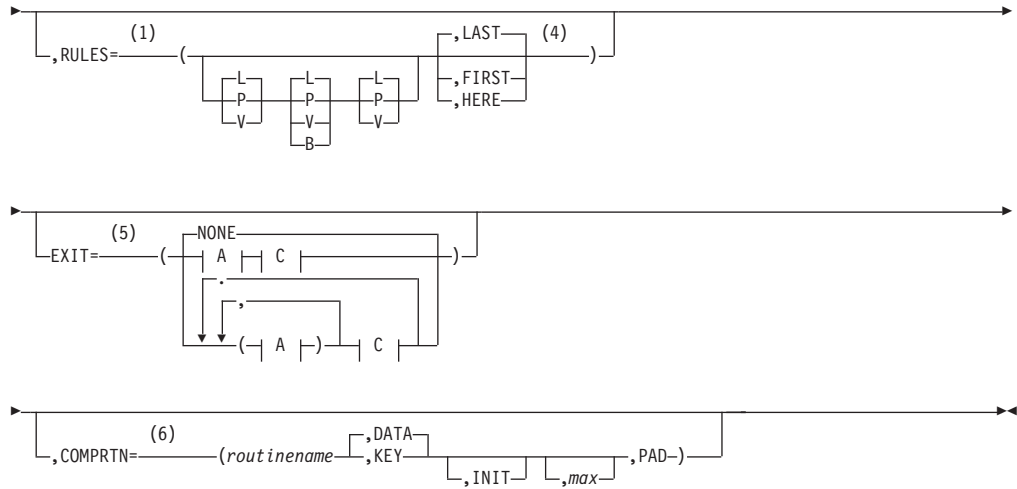 ,LAST
,RULES= (1) ( (4) )
L L L ,FIRST
P P P ,HERE
V V V
B
NONE
EXIT= (5) ( A C )
.
,
( A ) C
,DATA
,COMPRTN= (6) (routinename ,KEY ,PAD )
,INIT ,max